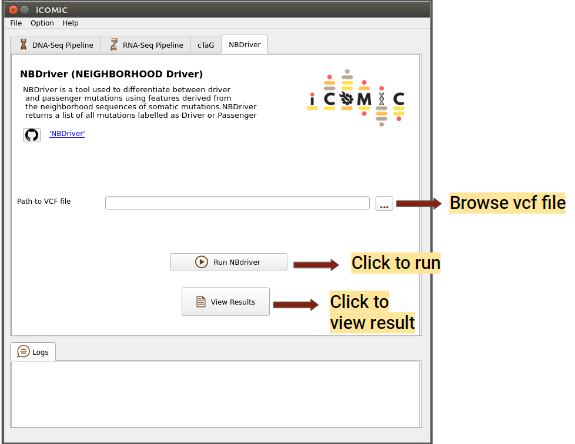 iCOMIC
File Option Help
DNA-Seq Pipeline RNA-Seq Pipeline cTaG NBDriver
NBDriver (NEIGHBORHOOD Driver)
NBDriver is a tool used to differentiate between driver
and passenger mutations using features derived from
the neighborhood sequences of somatic mutations.NBDriver
returns a list of all mutations labelled as Driver or Passenger
iCOMIC
'NBDriver'
Path to VCF file
... Browse vcf file
Run NBdriver Click to run
View Results Click to
view result
Logs